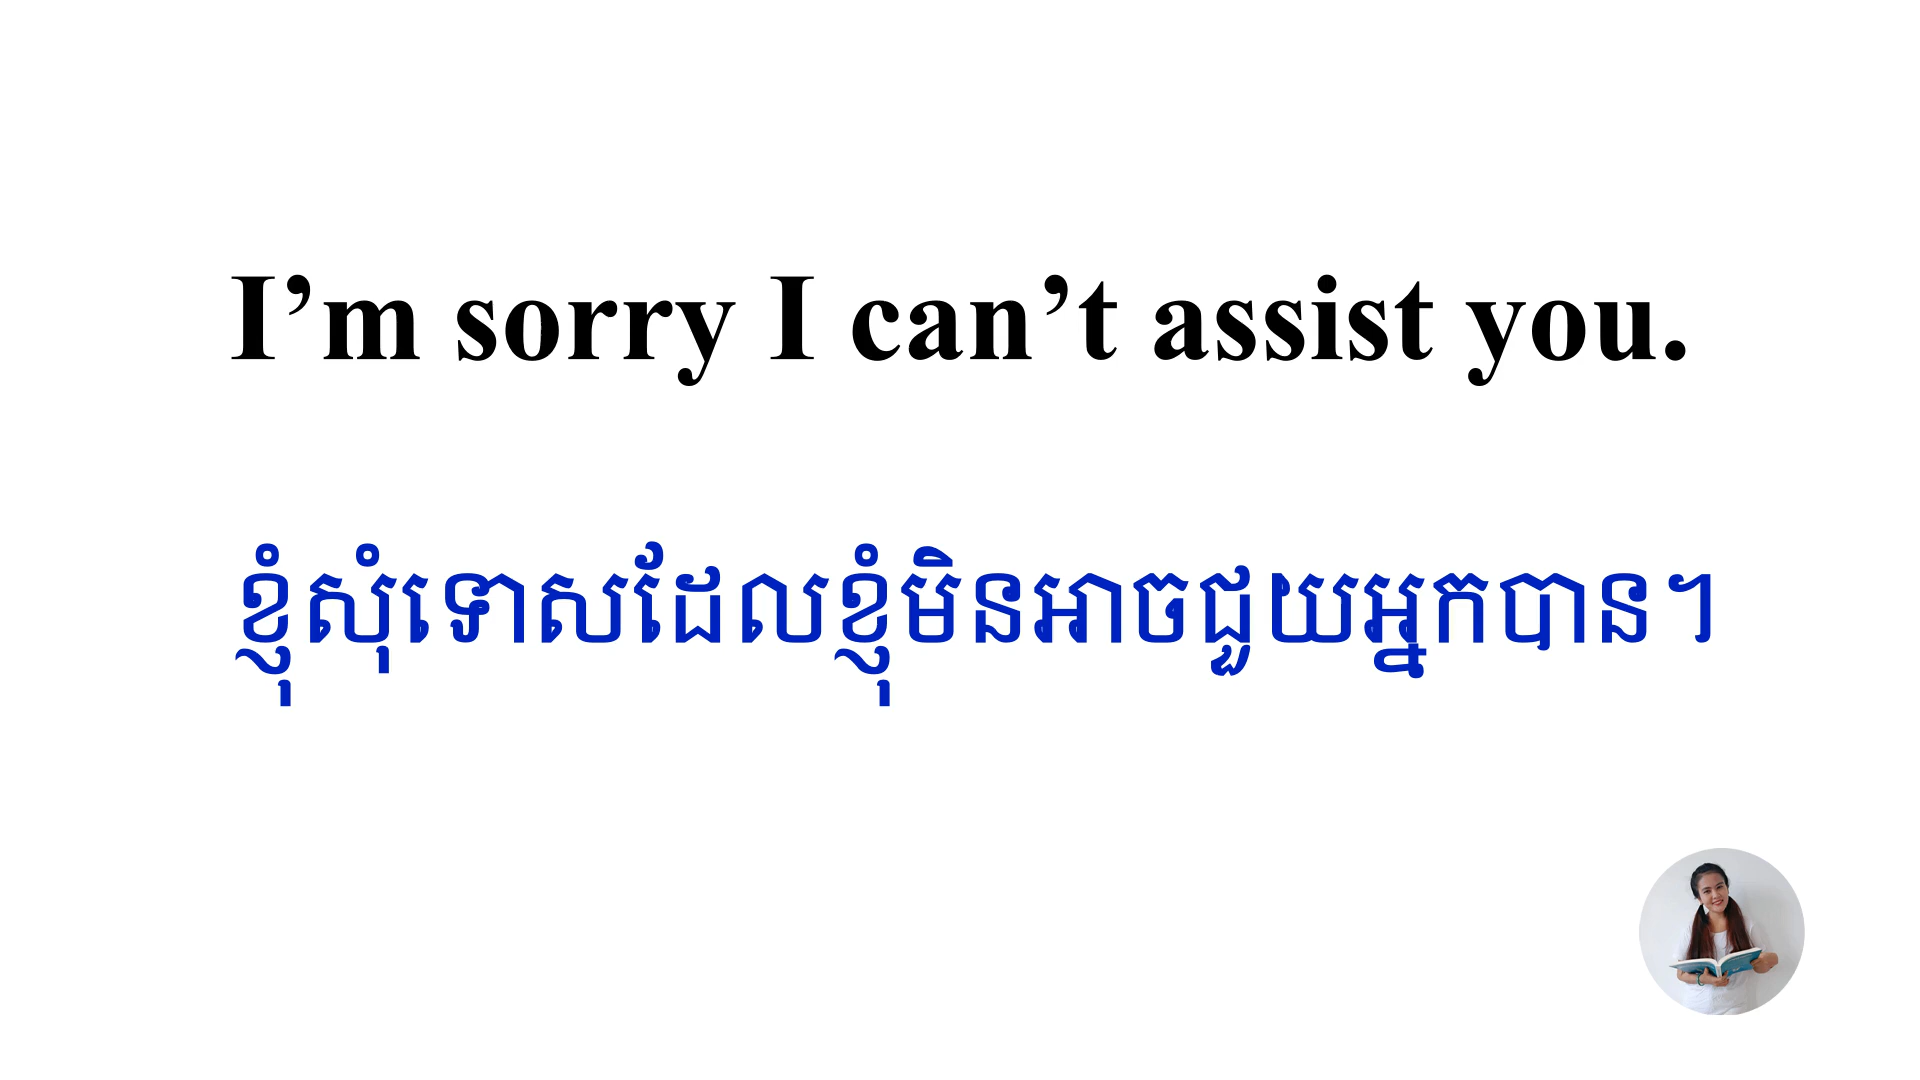 I’m sorry I can’t assist you.
ខ្ញុំសុំទោសដែលខ្ញុំមិនអាចជួយអ្នកបាន។